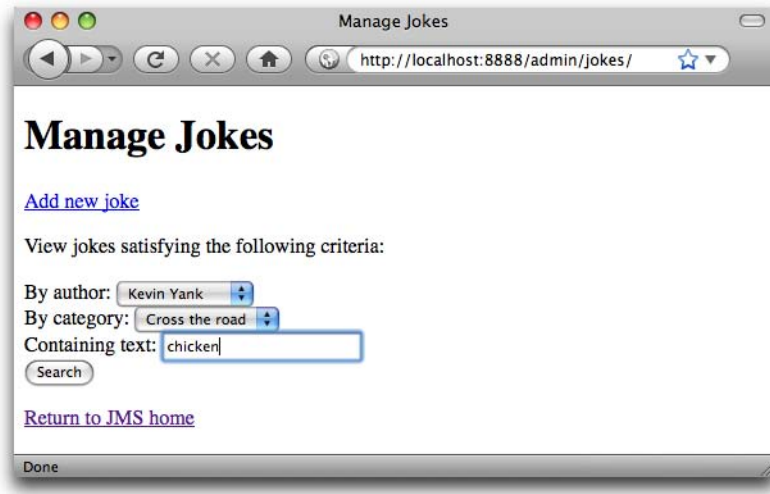 Manage Jokes
http://localhost:8888/admin/jokes/
Manage Jokes
Add new joke
View jokes satisfying the following criteria:
By author: Kevin Yank
By category: Cross the road
Containing text: chicken
Search
Return to JMS home
Done